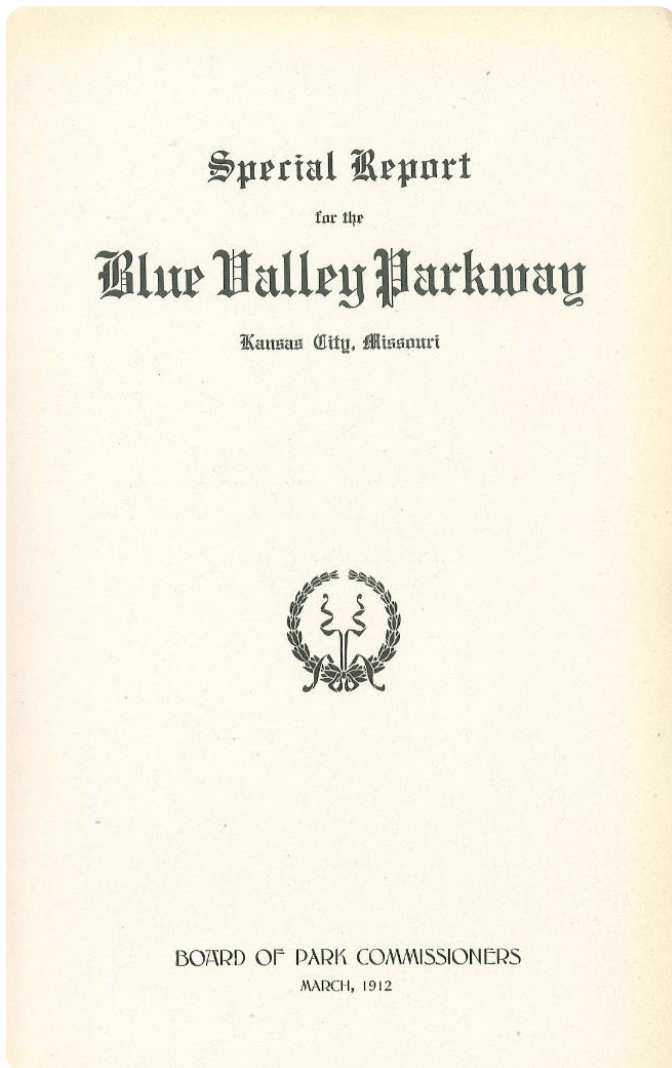 Special Report
for the
Blue Valley Parkway
Kansas City, Missouri
BOARD OF PARK COMMISSIONERS
MARCH, 1912